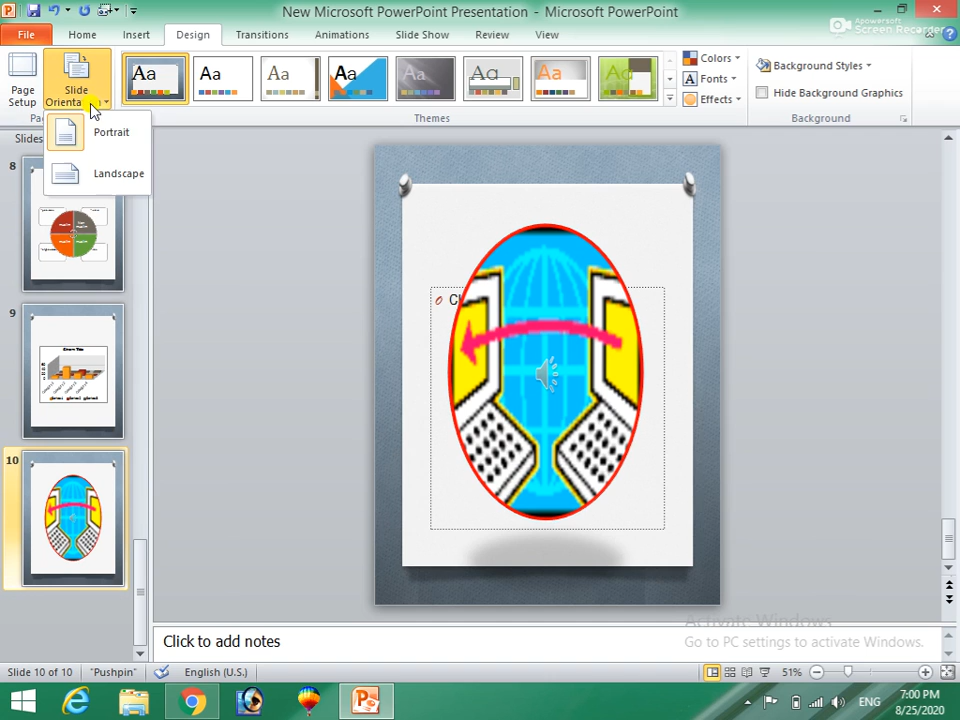 New Microsoft PowerPoint Presentation - Microsoft PowerPoint
Apowersoft
Screen Recorder
File Home Insert Design Transitions Animations Slide Show Review View
Page Setup
Slide
Aa Aa Aa Aa Aa Aa Aa Aa
Colors
Fonts
Effects
Background Styles
Hide Background Graphics
Themes
Background
Portrait
Landscape
Slides
8
9
10
Click to add notes
Activate Windows
Go to PC settings to activate Windows.
Slide 10 of 10 "Pushpin" English (U.S.) 51%
ENG 7:00 PM
8/25/2020